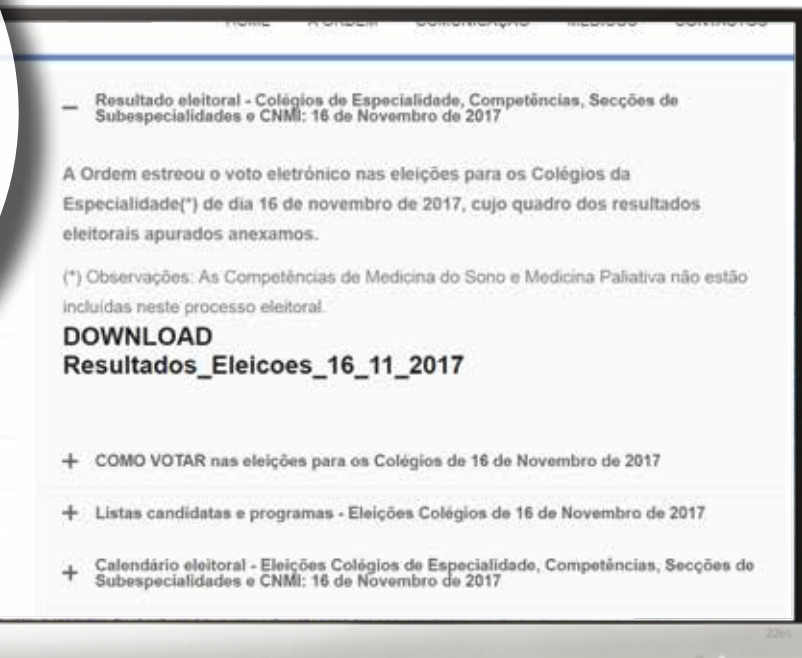 HOME A ORDEM COMUNICAÇÃO MÉDICOS CONTACTOS
− Resultado eleitoral - Colégios de Especialidade, Competências, Secções de
Subespecialidades e CNMI: 16 de Novembro de 2017
A Ordem estreou o voto eletrónico nas eleições para os Colégios da
Especialidade(*) de dia 16 de novembro de 2017, cujo quadro dos resultados
eleitorais apurados anexamos.
(*) Observações: As Competências de Medicina do Sono e Medicina Paliativa não estão
incluídas neste processo eleitoral.
DOWNLOAD
Resultados_Eleicoes_16_11_2017
+ COMO VOTAR nas eleições para os Colégios de 16 de Novembro de 2017
+ Listas candidatas e programas - Eleições Colégios de 16 de Novembro de 2017
+ Calendário eleitoral - Eleições Colégios de Especialidade, Competências, Secções de
Subespecialidades e CNMI: 16 de Novembro de 2017